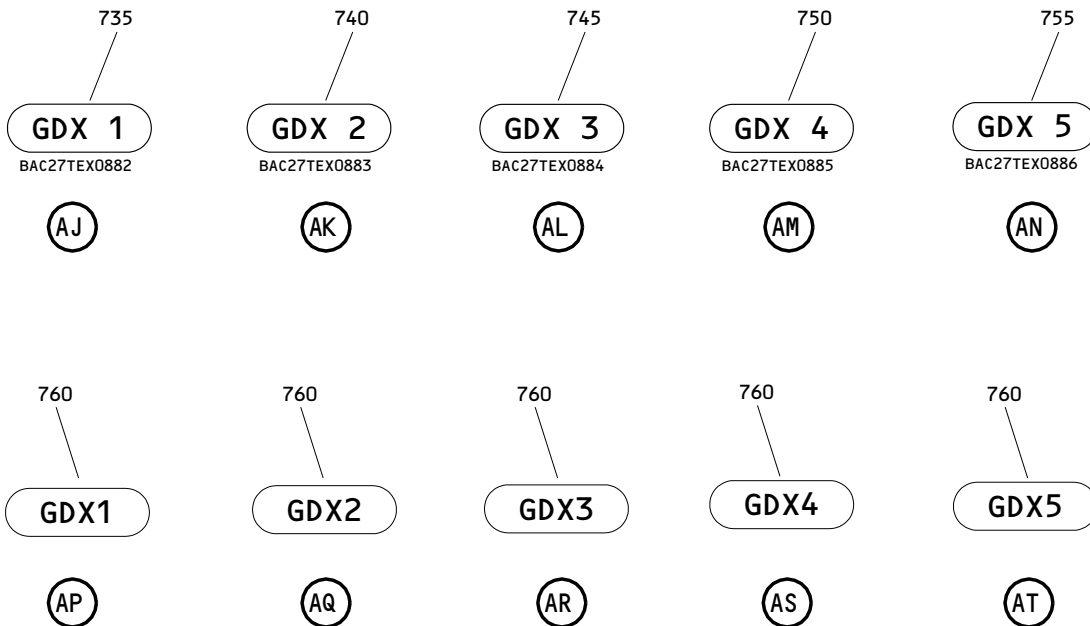 735 740 745 750 755
GDX 1 GDX 2 GDX 3 GDX 4 GDX 5
BAC27TEX0882 BAC27TEX0883 BAC27TEX0884 BAC27TEX0885 BAC27TEX0886
AJ AK AL AM AN
760 760 760 760 760
GDX1 GDX2 GDX3 GDX4 GDX5
AP AQ AR AS AT